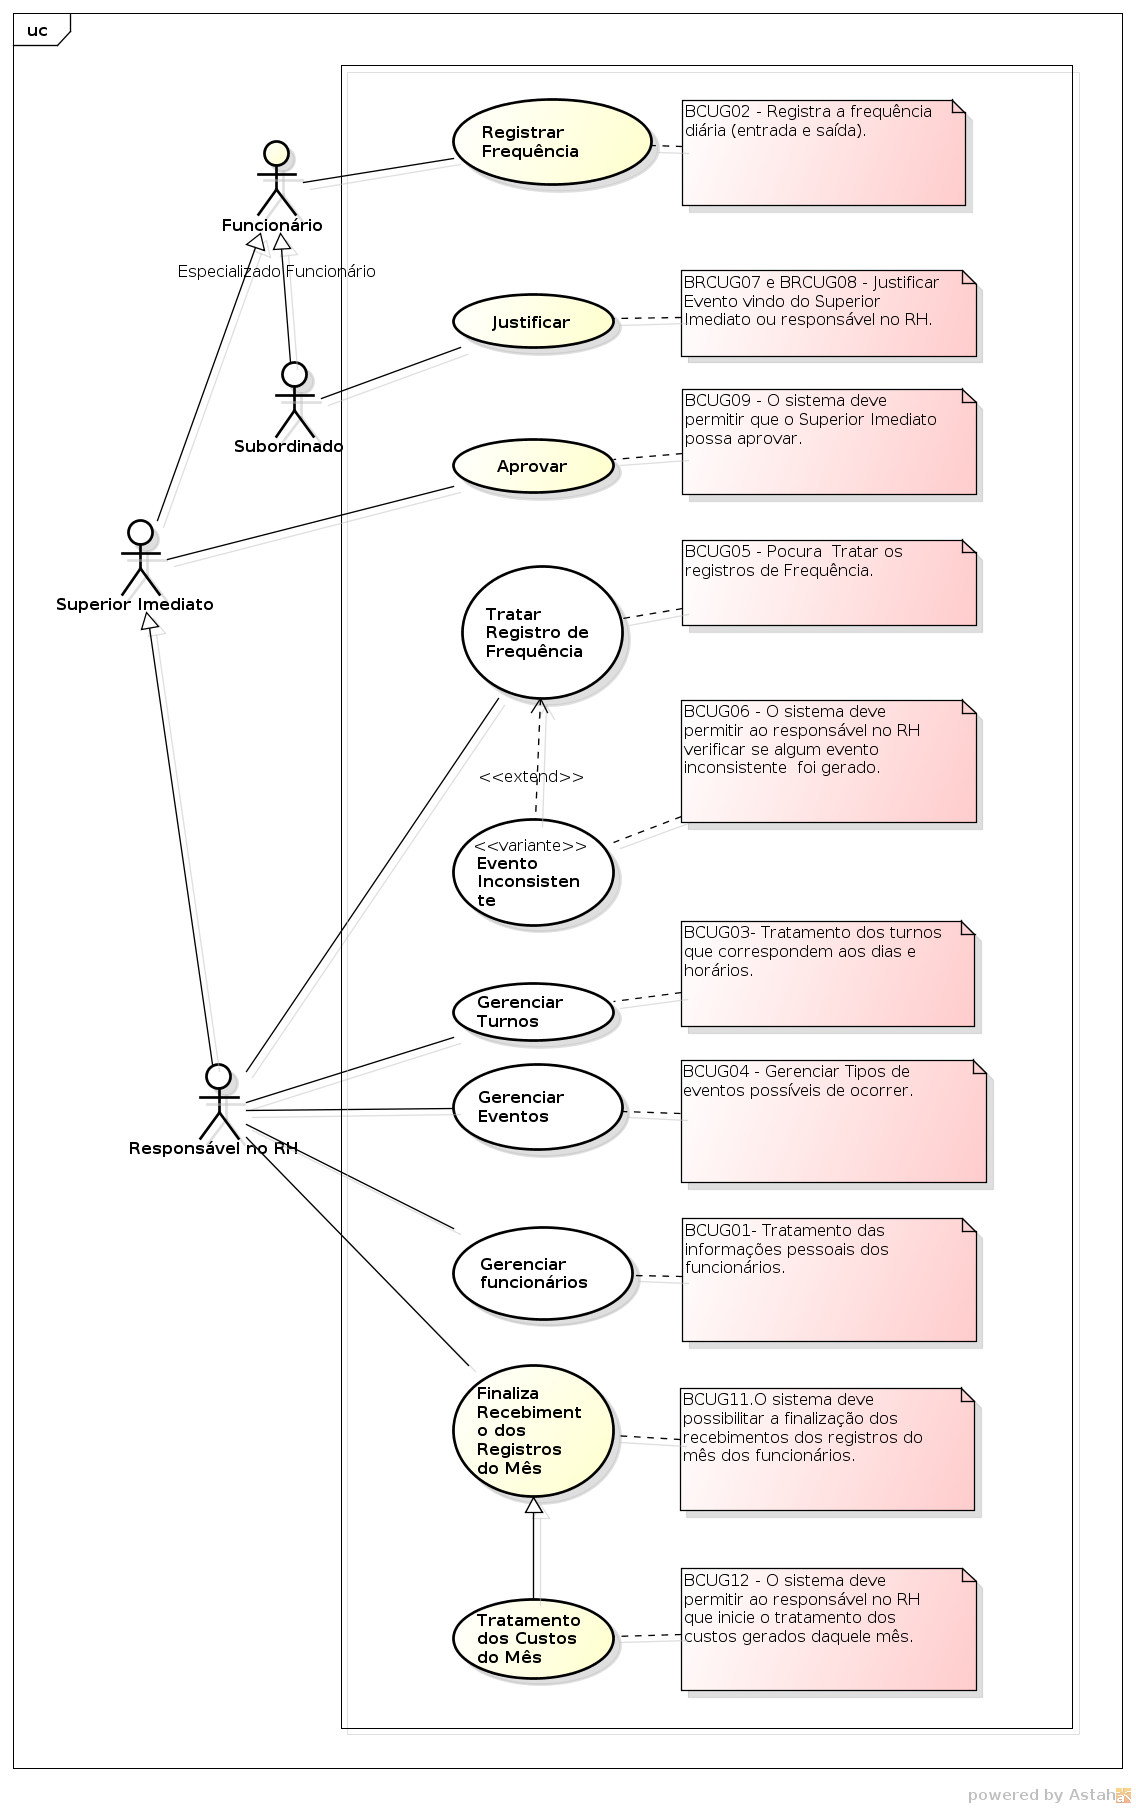 uc
Registrar
Frequência
BCUG02 - Registra a frequência
diária (entrada e saída).
Funcionário
Especializado Funcionário
BRCUG07 e BRCUG08 - Justificar
Evento vindo do Superior
Imediato ou responsável no RH.
Justificar
Subordinado
BCUG09 - O sistema deve
permitir que o Superior Imediato
possa aprovar.
Aprovar
Superior Imediato
BCUG05 - Pocura  Tratar os
registros de Frequência.
Tratar
Registro de
Frequência
BCUG06 - O sistema deve
permitir ao responsável no RH
verificar se algum evento
inconsistente  foi gerado.
<<extend>>
<<variante>>
Evento
Inconsisten
te
BCUG03- Tratamento dos turnos
que correspondem aos dias e
horários.
Gerenciar
Turnos
BCUG04 - Gerenciar Tipos de
eventos possíveis de ocorrer.
Gerenciar
Eventos
Responsável no RH
BCUG01- Tratamento das
informações pessoais dos
funcionários.
Gerenciar
funcionários
Finaliza
Recebiment
o dos
Registros
do Mês
BCUG11.O sistema deve
possibilitar a finalização dos
recebimentos dos registros do
mês dos funcionários.
BCUG12 - O sistema deve
permitir ao responsável no RH
que inicie o tratamento dos
custos gerados daquele mês.
Tratamento
dos Custos
do Mês
powered by Astah